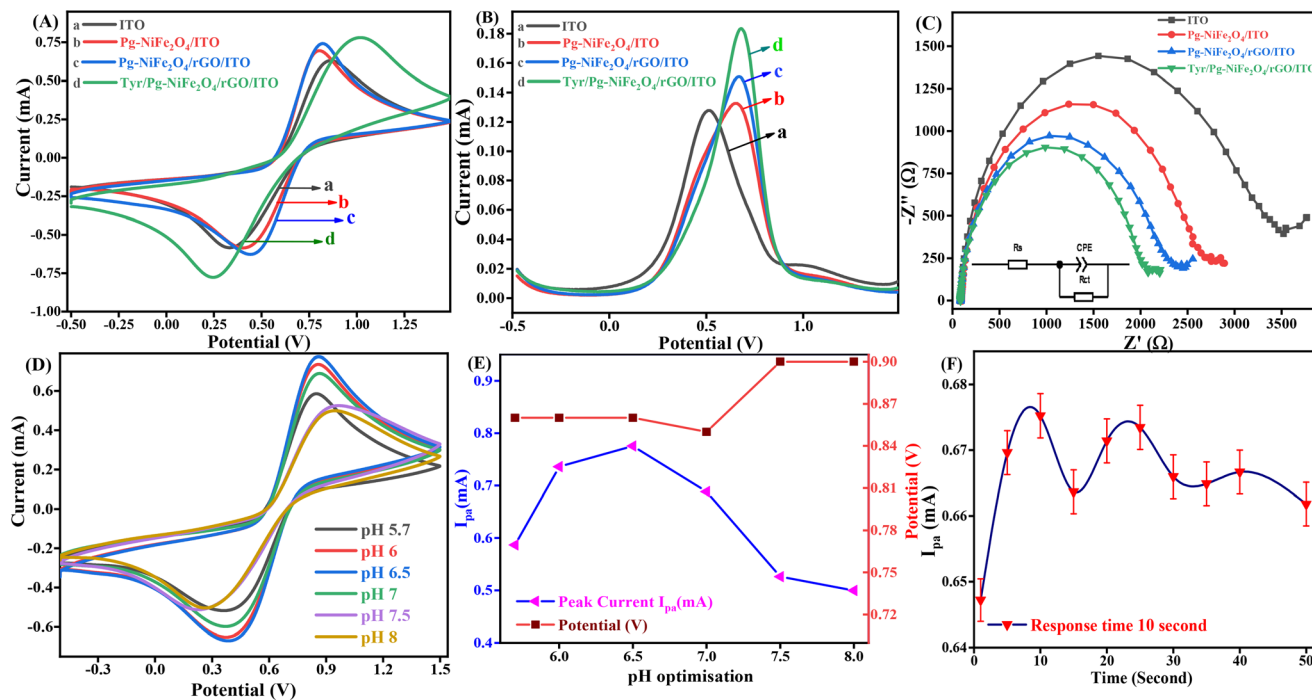 (A)
a ITO
b Pg-NiFe₂O₄/ITO
c Pg-NiFe₂O₄/rGO/ITO
d Tyr/Pg-NiFe₂O₄/rGO/ITO
a
b
c
d
0.75
0.50
0.25
0.00
-0.25
-0.50
-0.75
-1.00
Current (mA)
-0.50 -0.25 0.00 0.25 0.50 0.75 1.00 1.25
Potential (V)
(B)
a ITO
b Pg-NiFe₂O₄/ITO
c Pg-NiFe₂O₄/rGO/ITO
d Tyr/Pg-NiFe₂O₄/rGO/ITO
d
c
b
a
0.18
0.16
0.14
0.12
0.10
0.08
0.06
0.04
0.02
0.00
Current (mA)
-0.5 0.0 0.5 1.0
Potential (V)
(C)
ITO
Pg-NiFe₂O₄/ITO
Pg-NiFe₂O₄/rGO/ITO
Tyr/Pg-NiFe₂O₄/rGO/ITO
Rs
CPE
Rct
1500
1250
1000
750
500
250
0
-Z'' (Ω)
0 500 1000 1500 2000 2500 3000 3500
Z' (Ω)
(D)
pH 5.7
pH 6
pH 6.5
pH 7
pH 7.5
pH 8
0.6
0.4
0.2
0.0
-0.2
-0.4
-0.6
Current (mA)
-0.3 0.0 0.3 0.6 0.9 1.2 1.5
Potential (V)
(E)
Peak Current Iₚₐ(mA)
Potential (V)
0.9
0.8
0.7
0.6
0.5
0.4
Iₚₐ(mA)
0.90
0.88
0.86
0.84
0.82
0.81
0.79
0.77
0.75
0.73
0.72
Potential (V)
6.0 6.5 7.0 7.5 8.0
pH optimisation
(F)
Response time 10 second
0.68
0.67
0.66
0.65
0.64
Iₚₐ (mA)
0 10 20 30 40 50
Time (Second)